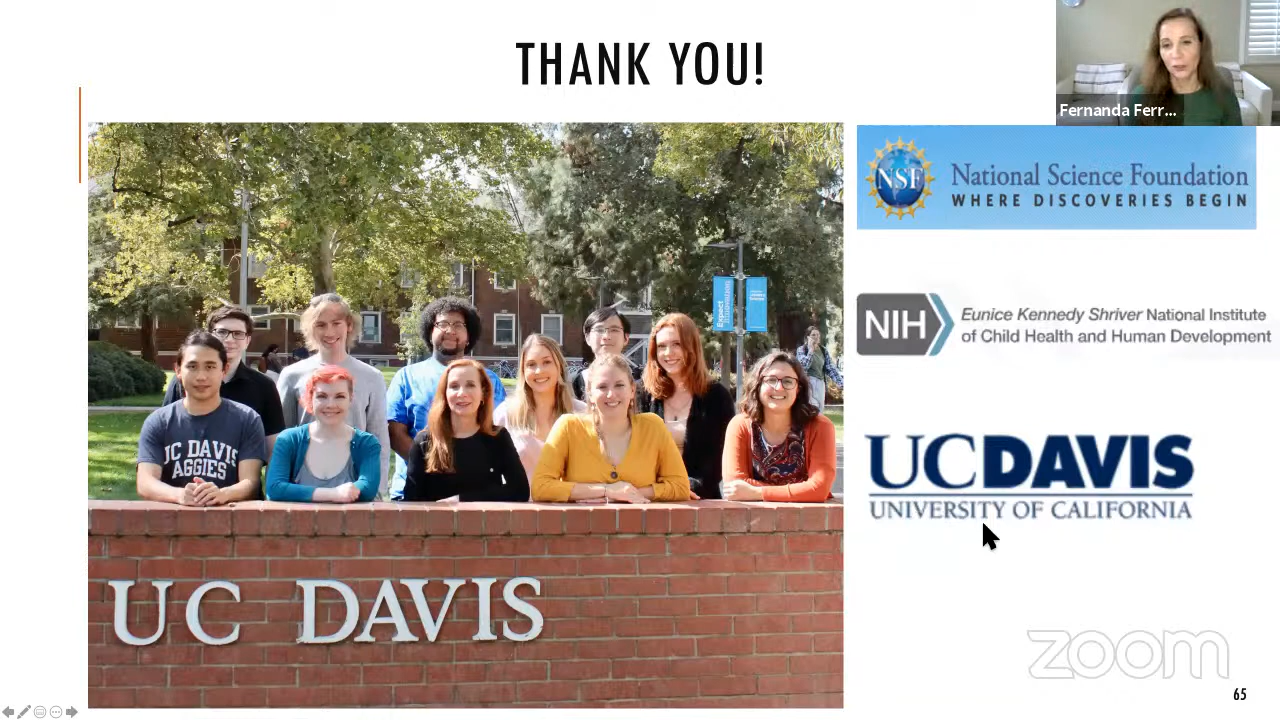 THANK YOU!
Fernanda Ferr...
NSF
National Science Foundation
WHERE DISCOVERIES BEGIN
NIH
Eunice Kennedy Shriver National Institute
of Child Health and Human Development
UCDAVIS
UNIVERSITY OF CALIFORNIA
UC DAVIS
AGGIES
UC DAVIS
zoom
65